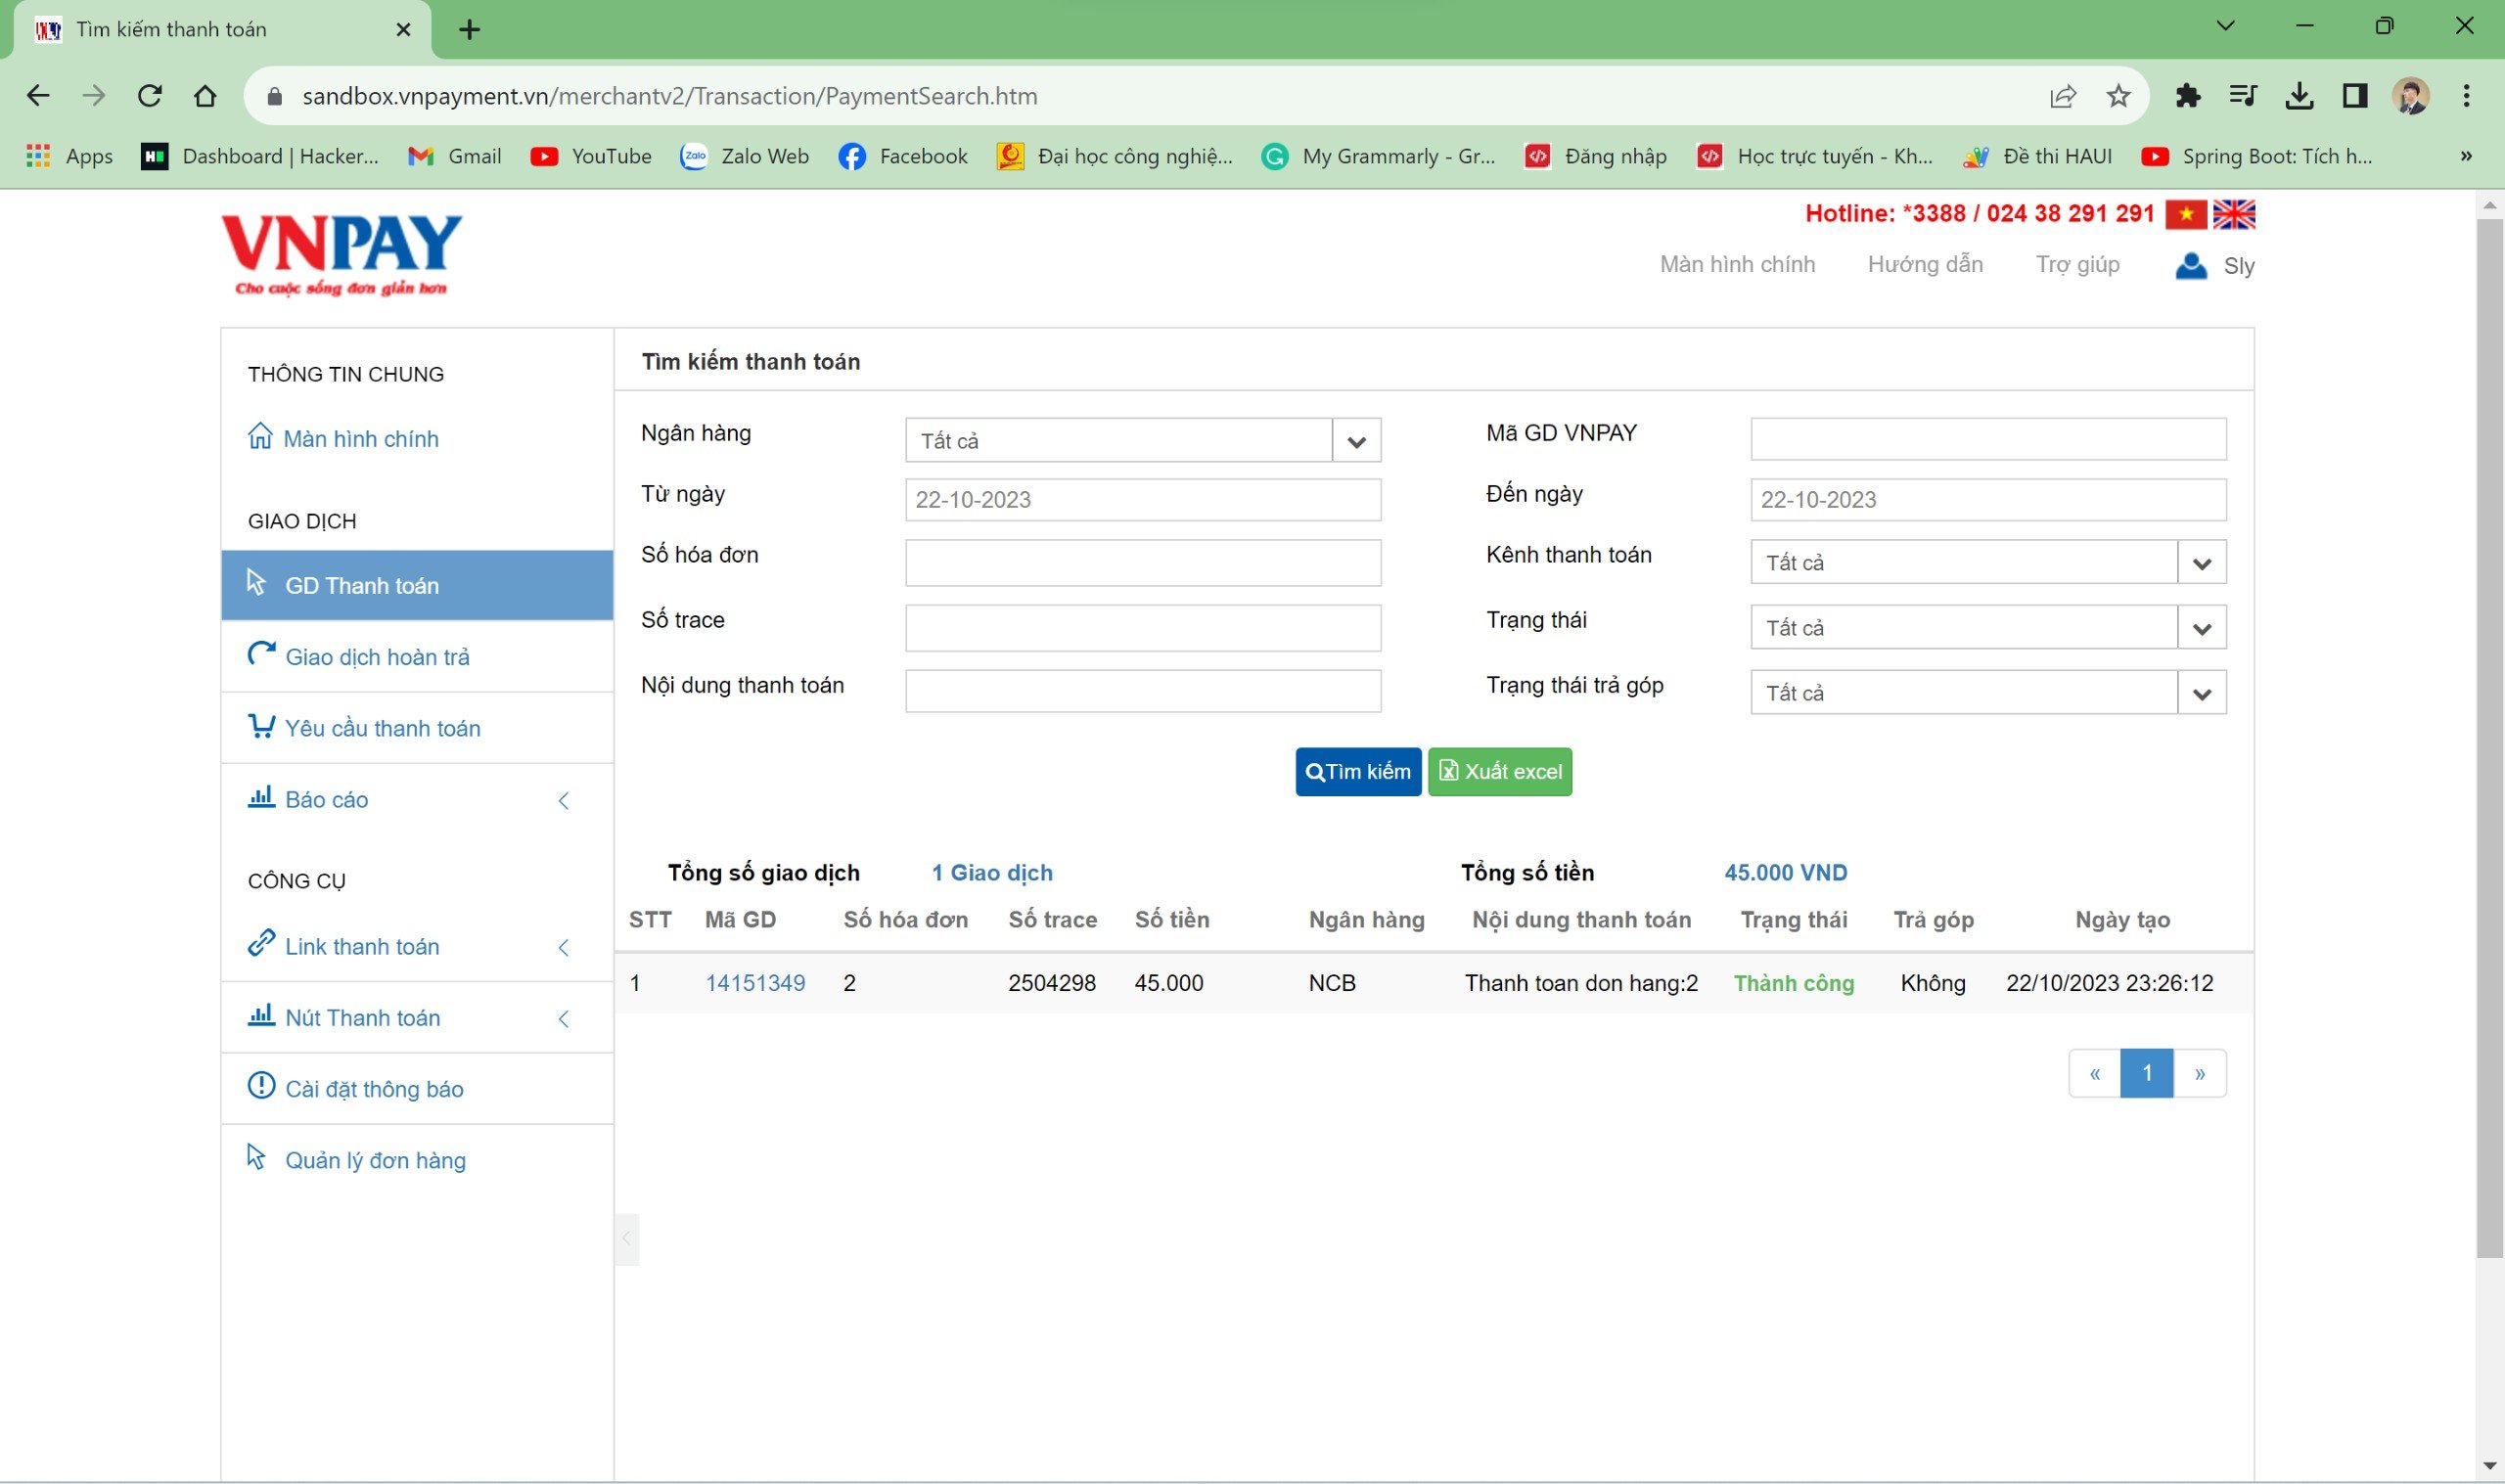 Tìm kiếm thanh toán
sandbox.vnpayment.vn/merchantv2/Transaction/PaymentSearch.htm
Apps Dashboard | Hacker... Gmail YouTube Zalo Web Facebook Đại học công nghiệ... My Grammarly - Gr... Đăng nhập Học trực tuyến - Kh... Đề thi HAUI Spring Boot: Tích h... »
VNPAY
Cho cuộc sống đơn giản hơn
Hotline: *3388 / 024 38 291 291
Màn hình chính Hướng dẫn Trợ giúp Sly
THÔNG TIN CHUNG
Màn hình chính
GIAO DỊCH
GD Thanh toán
Giao dịch hoàn trả
Yêu cầu thanh toán
Báo cáo
CÔNG CỤ
Link thanh toán
Nút Thanh toán
Cài đặt thông báo
Quản lý đơn hàng
Tìm kiếm thanh toán
Ngân hàng Tất cả Mã GD VNPAY
Từ ngày 22-10-2023 Đến ngày 22-10-2023
Số hóa đơn Kênh thanh toán Tất cả
Số trace Trạng thái Tất cả
Nội dung thanh toán Trạng thái trả góp Tất cả
Tìm kiếm Xuất excel
Tổng số giao dịch 1 Giao dịch Tổng số tiền 45.000 VND
STT Mã GD Số hóa đơn Số trace Số tiền Ngân hàng Nội dung thanh toán Trạng thái Trả góp Ngày tạo
1 14151349 2 2504298 45.000 NCB Thanh toan don hang:2 Thành công Không 22/10/2023 23:26:12
« 1 »